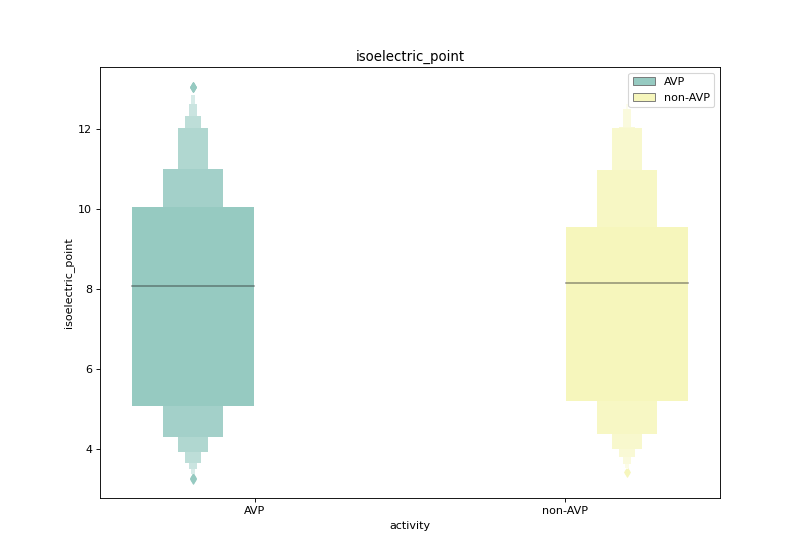 isoelectric_point
AVP
non-AVP
12
10
8
6
4
isoelectric_point
AVP
non-AVP
activity